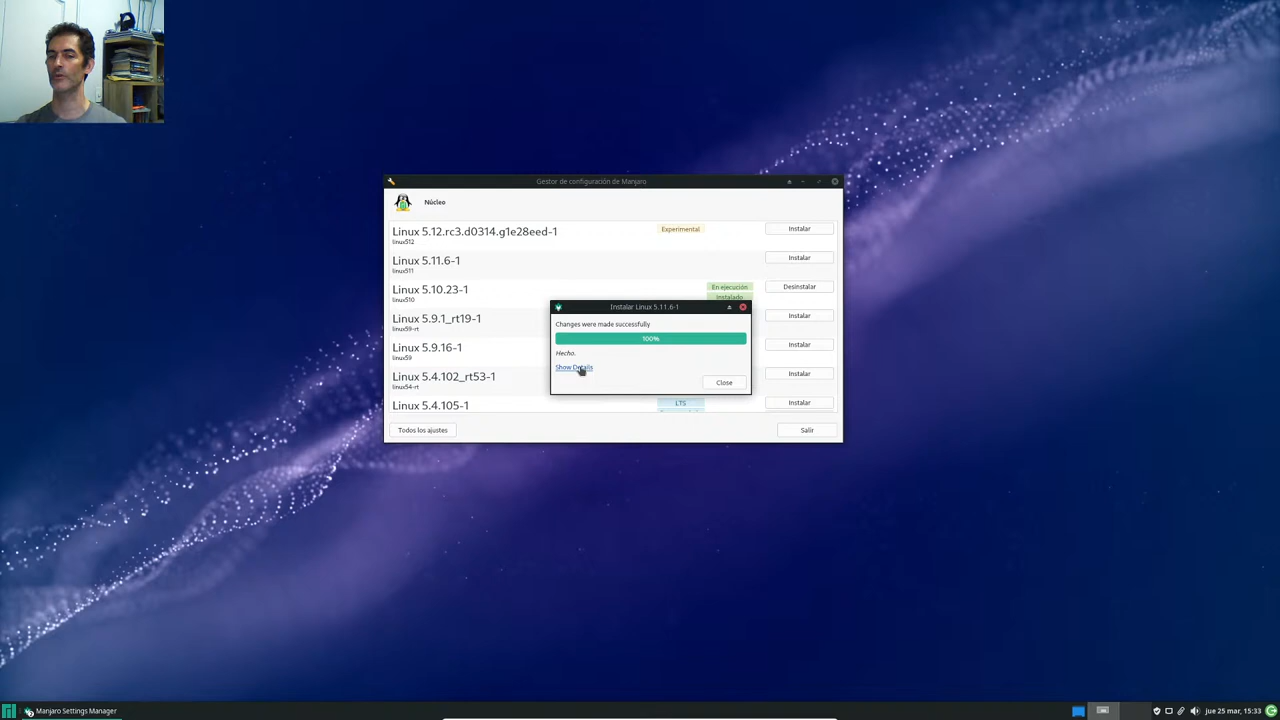 Gestor de configuración de Manjaro
Núcleo
Linux 5.12.rc3.d0314.g1e28eed-1
linux512
Experimental
Instalar
Linux 5.11.6-1
linux511
Instalar
Linux 5.10.23-1
linux510
En ejecución
Instalado
Desinstalar
Instalar Linux 5.11.6-1
Changes were made successfully
100%
Hecho.
Show Details
Close
Linux 5.9.1_rt19-1
linux59-rt
Instalar
Linux 5.9.16-1
linux59
Instalar
Linux 5.4.102_rt53-1
linux54-rt
Instalar
Linux 5.4.105-1
LTS
Instalar
Todos los ajustes
Salir
Manjaro Settings Manager
jue 25 mar, 15:33